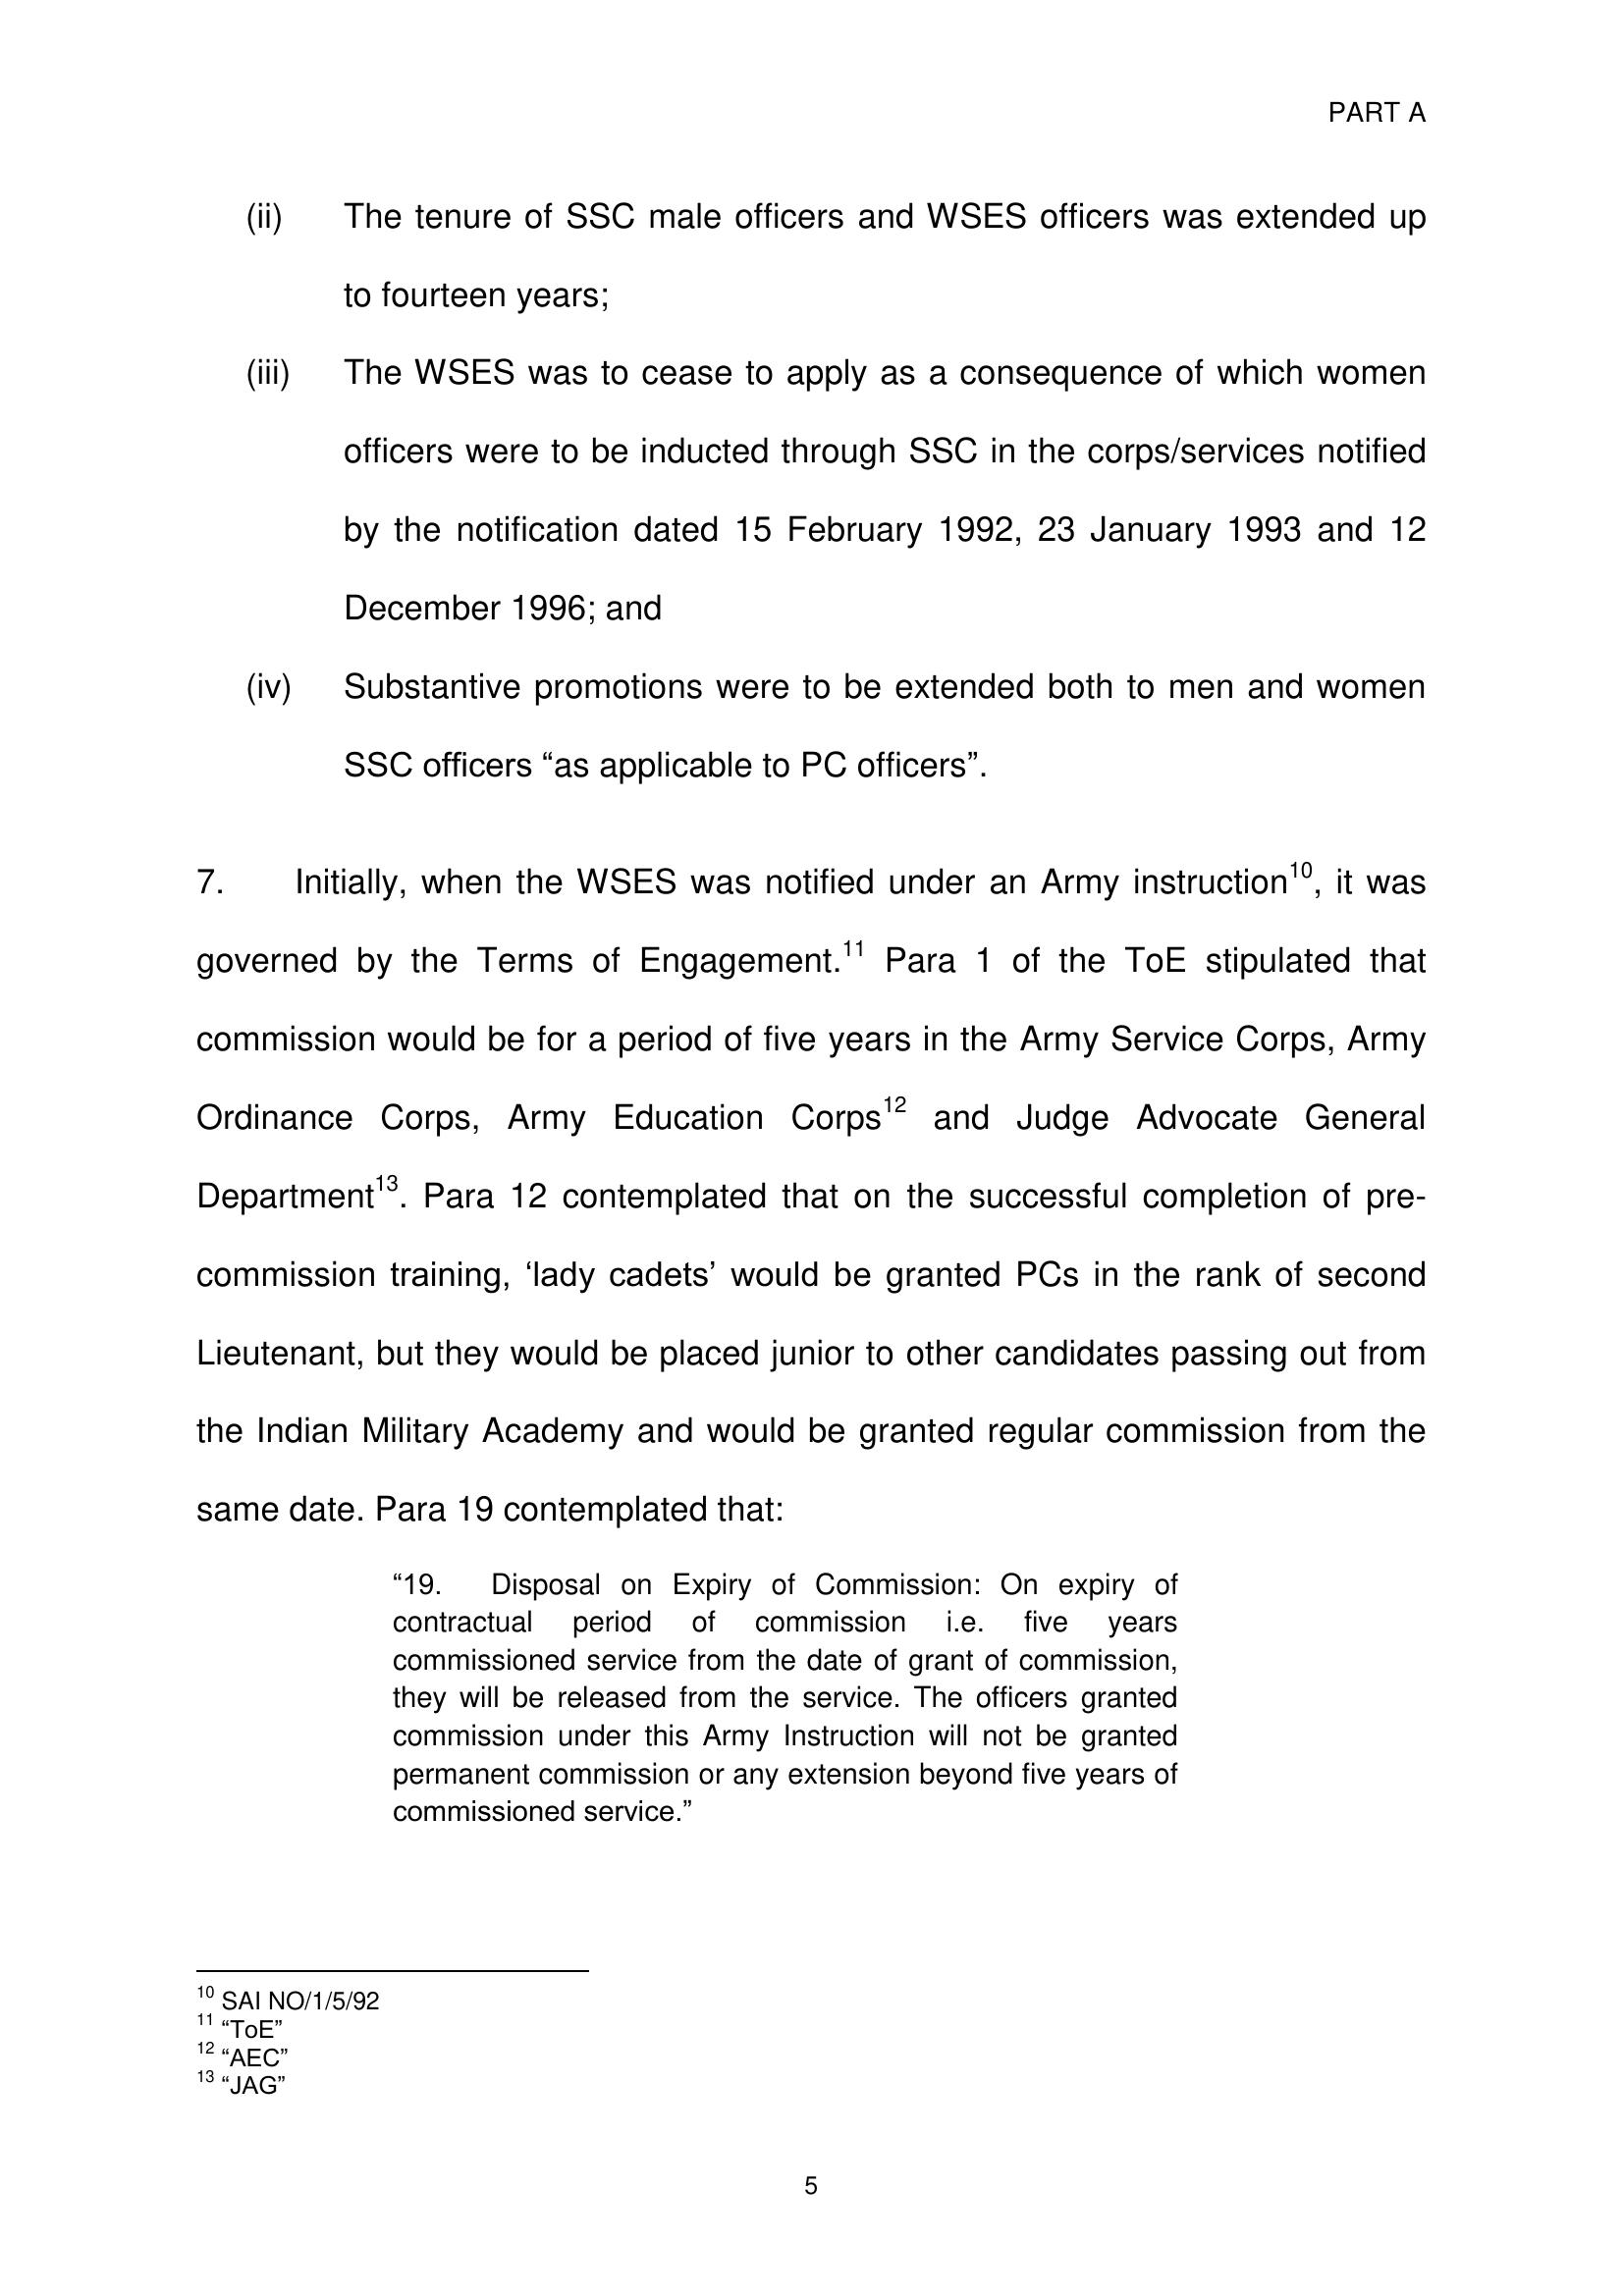 PART A
(ii) The tenure of SSC male officers and WSES officers was extended up
to fourteen years;
(iii) The WSES was to cease to apply as a consequence of which women
officers were to be inducted through SSC in the corps/services notified
by the notification dated 15 February 1992, 23 January 1993 and 12
December 1996; and
(iv) Substantive promotions were to be extended both to men and women
SSC officers “as applicable to PC officers”.
7. Initially, when the WSES was notified under an Army instruction10, it was
governed by the Terms of Engagement.11 Para 1 of the ToE stipulated that
commission would be for a period of five years in the Army Service Corps, Army
Ordinance Corps, Army Education Corps12 and Judge Advocate General
Department13. Para 12 contemplated that on the successful completion of pre-
commission training, ‘lady cadets’ would be granted PCs in the rank of second
Lieutenant, but they would be placed junior to other candidates passing out from
the Indian Military Academy and would be granted regular commission from the
same date. Para 19 contemplated that:
“19. Disposal on Expiry of Commission: On expiry of
contractual period of commission i.e. five years
commissioned service from the date of grant of commission,
they will be released from the service. The officers granted
commission under this Army Instruction will not be granted
permanent commission or any extension beyond five years of
commissioned service.”
10 SAI NO/1/5/92
11 “ToE”
12 “AEC”
13 “JAG”
5